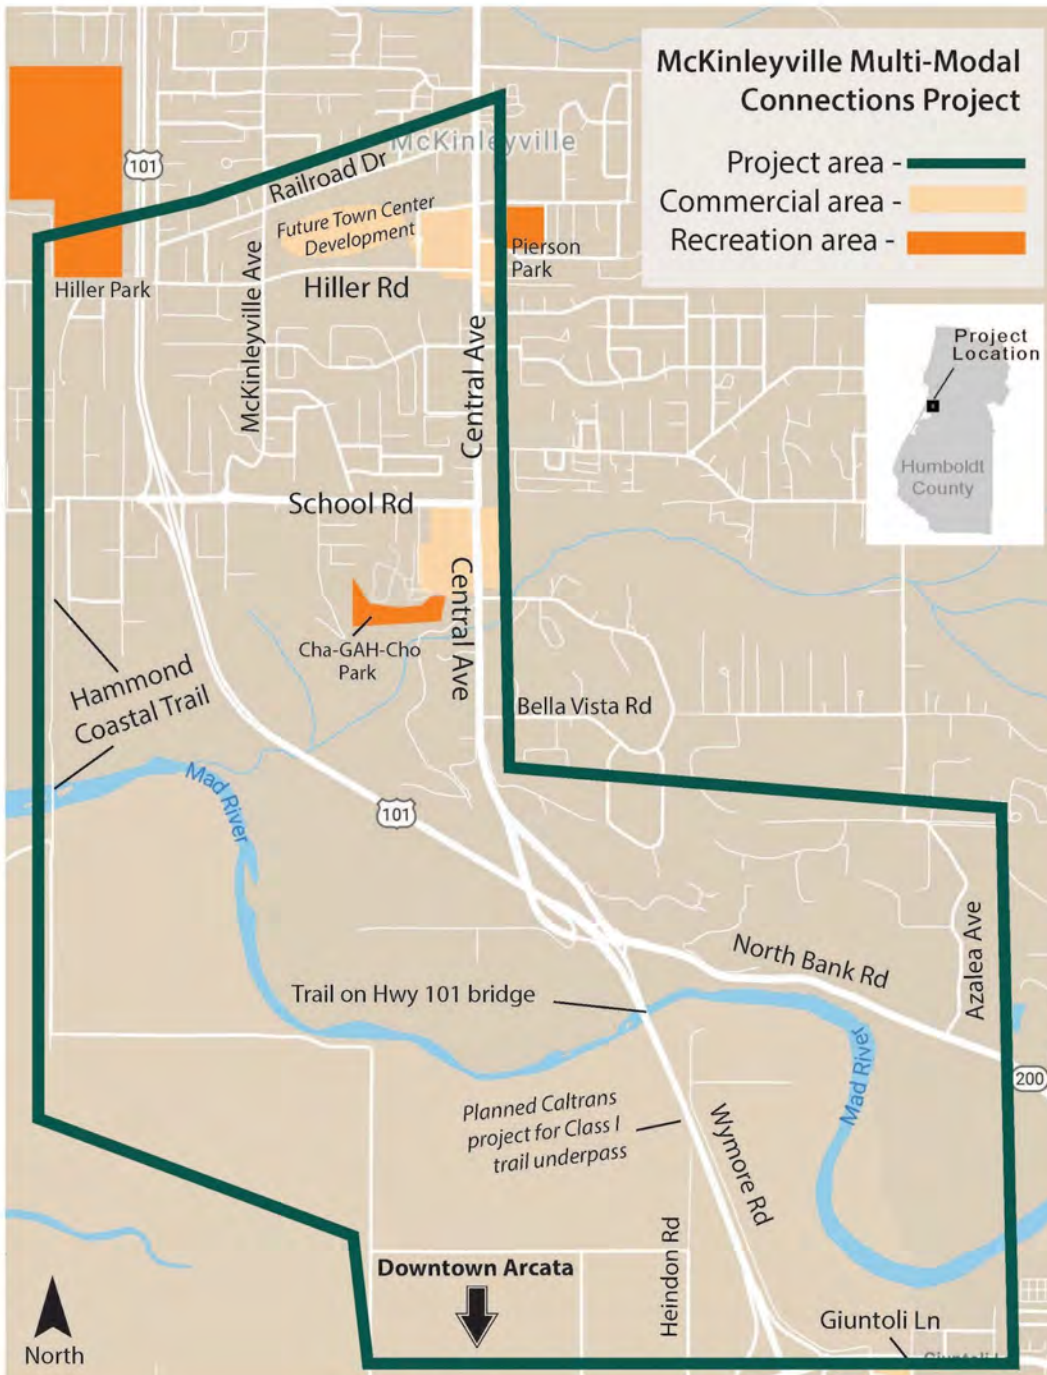 McKinleyville Multi-Modal
Connections Project
Project area -
Commercial area -
Recreation area -
McKinleyville
101
Railroad Dr
Future Town Center
Development
Pierson
Park
Hiller Park
Hiller Rd
McKinleyville Ave
Central Ave
Project
Location
Humboldt
County
School Rd
Central Ave
Cha-GAH-Cho
Park
Hammond
Coastal Trail
Bella Vista Rd
Mad River
101
North Bank Rd
Azalea Ave
Trail on Hwy 101 bridge
Mad River
200
Planned Caltrans
project for Class I
trail underpass
Wymore Rd
Heindon Rd
Downtown Arcata
Giuntoli Ln
North